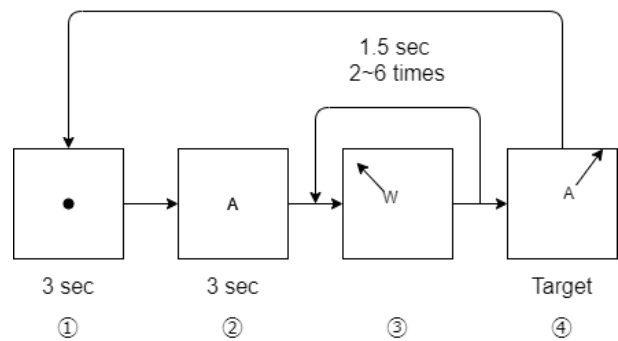 1.5 sec
2~6 times
A
W
A
3 sec
3 sec
Target
①
②
③
④